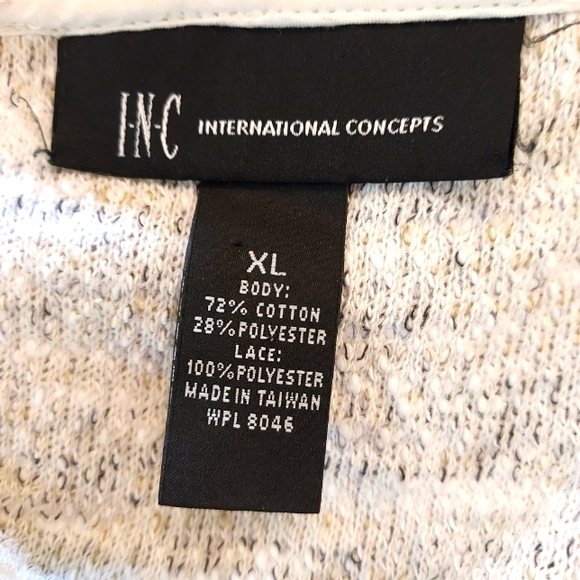 I·N·C INTERNATIONAL CONCEPTS
XL
BODY:
72% COTTON
28% POLYESTER
LACE:
100% POLYESTER
MADE IN TAIWAN
WPL 8046